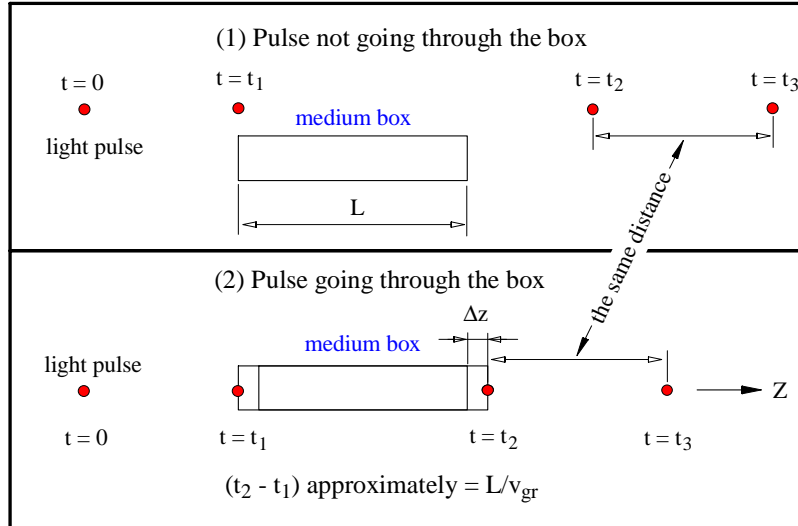 (1) Pulse not going through the box
t = 0
t = t₁
t = t₂
t = t₃
light pulse
medium box
L
the same distance
(2) Pulse going through the box
Δz
medium box
light pulse
Z
t = 0
t = t₁
t = t₂
t = t₃
(t₂ - t₁) approximately = L/v_gr